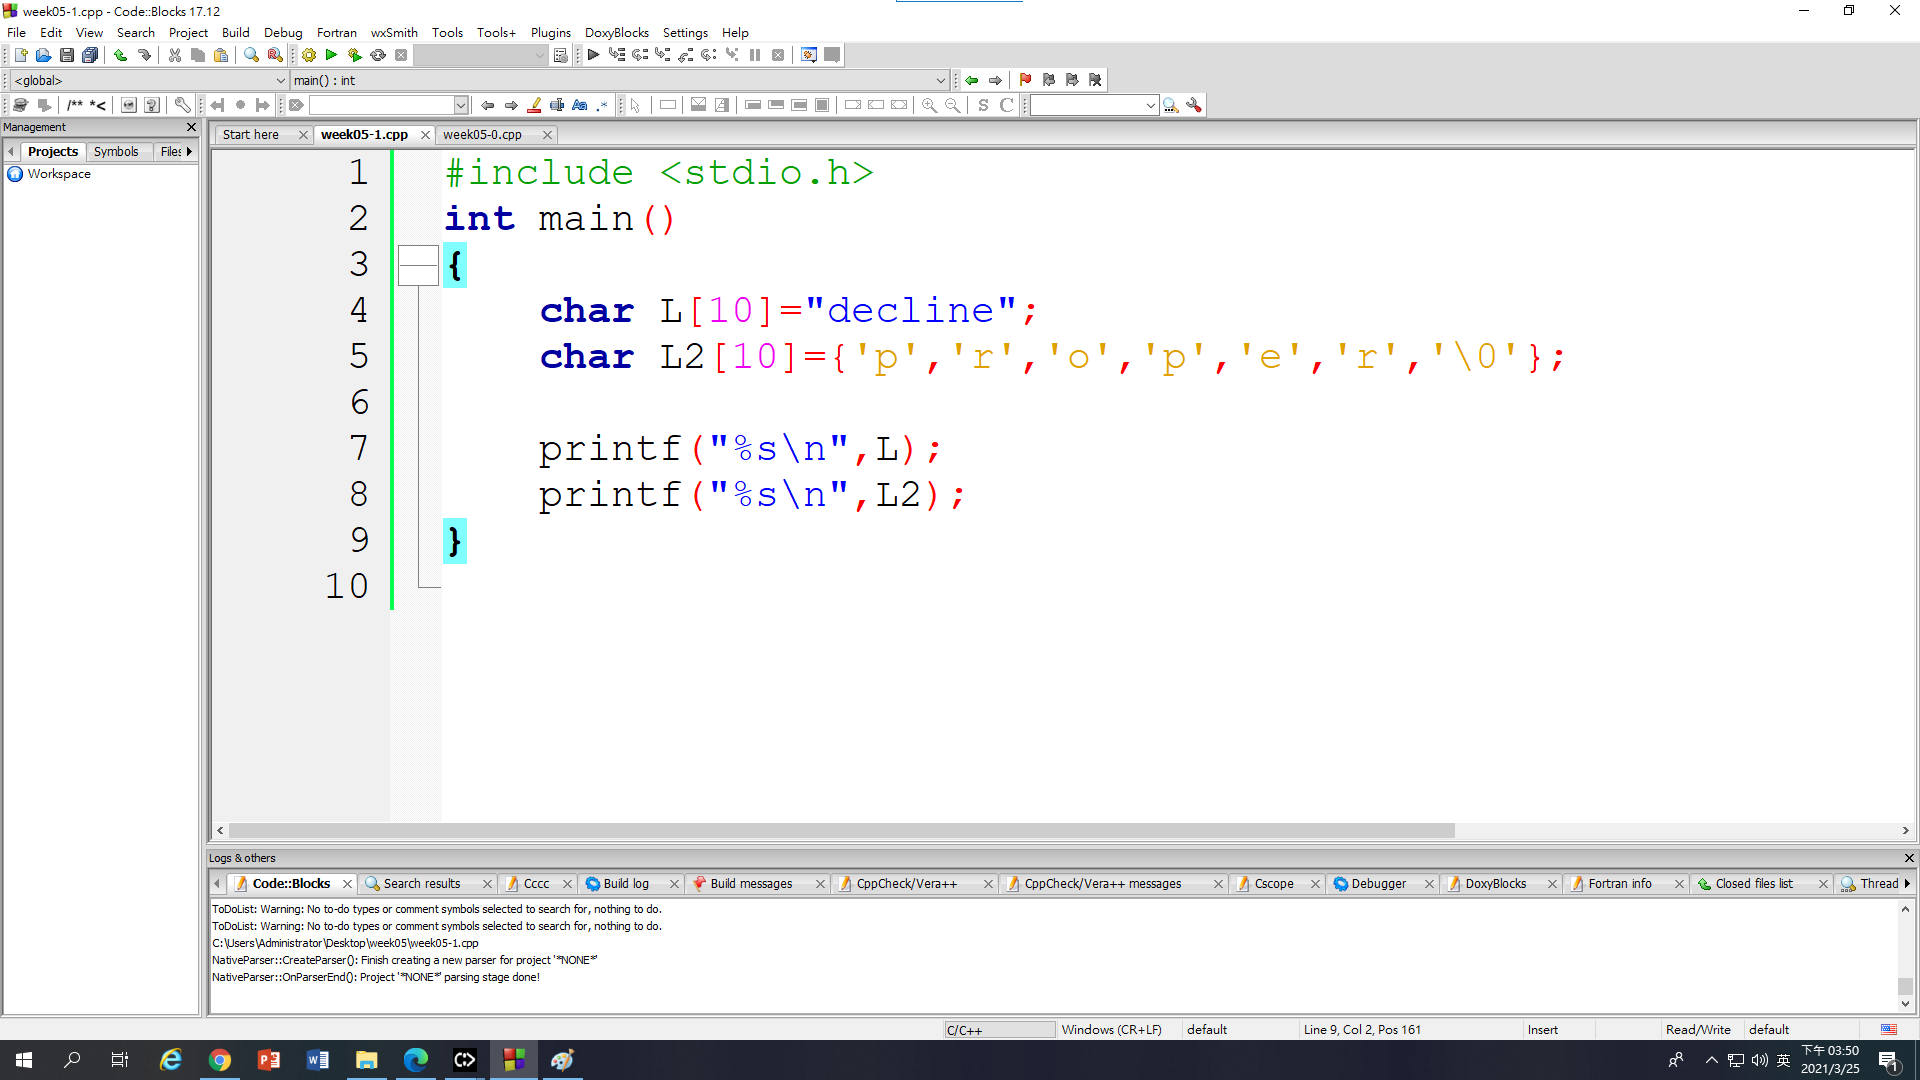 week05-1.cpp - Code::Blocks 17.12
File Edit View Search Project Build Debug Fortran wxSmith Tools Tools+ Plugins DoxyBlocks Settings Help
<global> main() : int
/** *<
S C
Management
Projects Symbols Files
Workspace
Start here week05-1.cpp week05-0.cpp
1 #include <stdio.h>
2 int main()
3 {
4 char L[10]="decline";
5 char L2[10]={'p','r','o','p','e','r','\0'};
6
7 printf("%s\n",L);
8 printf("%s\n",L2);
9 }
10
Logs & others
Code::Blocks Search results Cccc Build log Build messages CppCheck/Vera++ CppCheck/Vera++ messages Cscope Debugger DoxyBlocks Fortran info Closed files list Thread
ToDoList: Warning: No to-do types or comment symbols selected to search for, nothing to do.
ToDoList: Warning: No to-do types or comment symbols selected to search for, nothing to do.
C:\Users\Administrator\Desktop\week05\week05-1.cpp
NativeParser::CreateParser(): Finish creating a new parser for project '*NONE*'
NativeParser::OnParserEnd(): Project '*NONE*' parsing stage done!
C/C++ Windows (CR+LF) default Line 9, Col 2, Pos 161 Insert Read/Write default
英 下午 03:50
2021/3/25
1